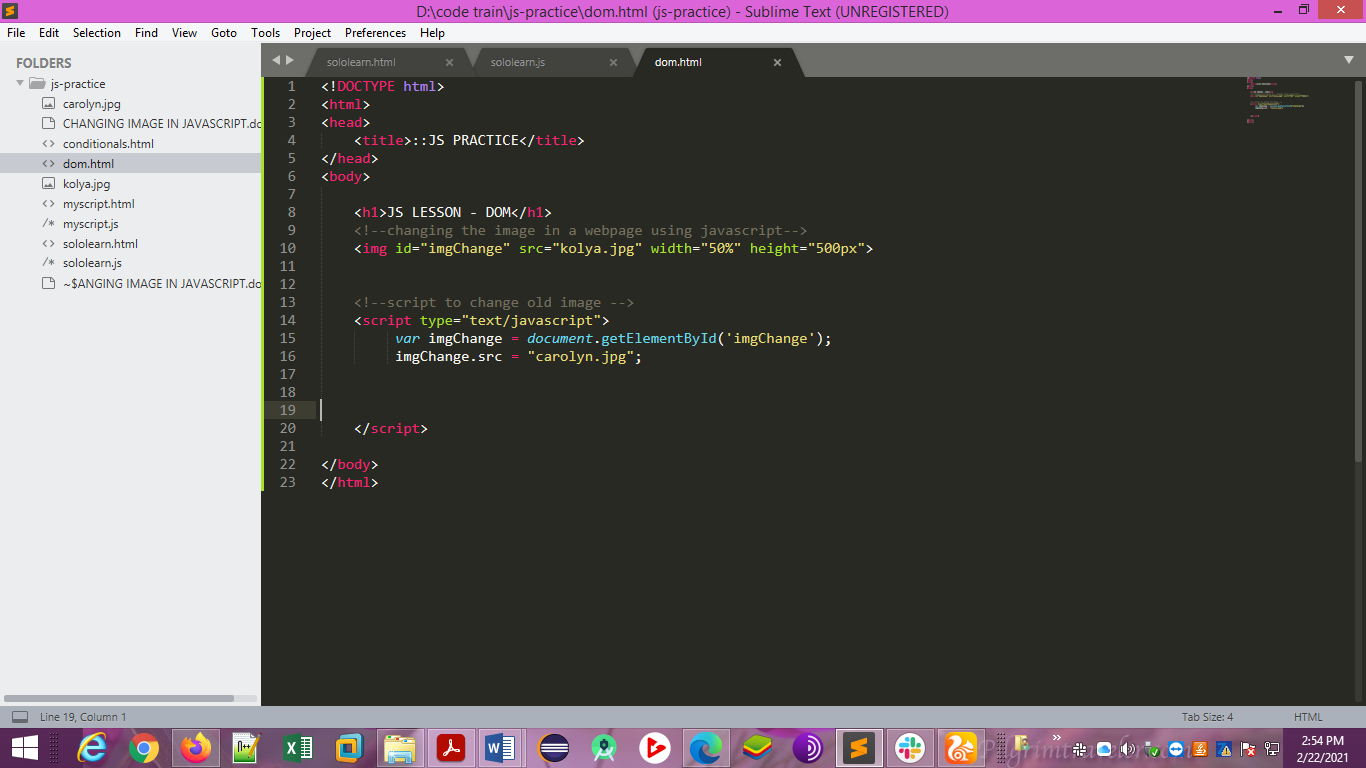 D:\code train\js-practice\dom.html (js-practice) - Sublime Text (UNREGISTERED)
File Edit Selection Find View Goto Tools Project Preferences Help
FOLDERS
js-practice
carolyn.jpg
CHANGING IMAGE IN JAVASCRIPT.do
conditionals.html
dom.html
kolya.jpg
myscript.html
/* myscript.js
sololearn.html
/* sololearn.js
~$ANGING IMAGE IN JAVASCRIPT.do
sololearn.html sololearn.js dom.html
1 <!DOCTYPE html>
2 <html>
3 <head>
4 <title>::JS PRACTICE</title>
5 </head>
6 <body>
7
8 <h1>JS LESSON - DOM</h1>
9 <!--changing the image in a webpage using javascript-->
10 <img id="imgChange" src="kolya.jpg" width="50%" height="500px">
11
12
13 <!--script to change old image -->
14 <script type="text/javascript">
15 var imgChange = document.getElementById('imgChange');
16 imgChange.src = "carolyn.jpg";
17
18
19
20 </script>
21
22 </body>
23 </html>
Line 19, Column 1 Tab Size: 4 HTML
2:54 PM
2/22/2021